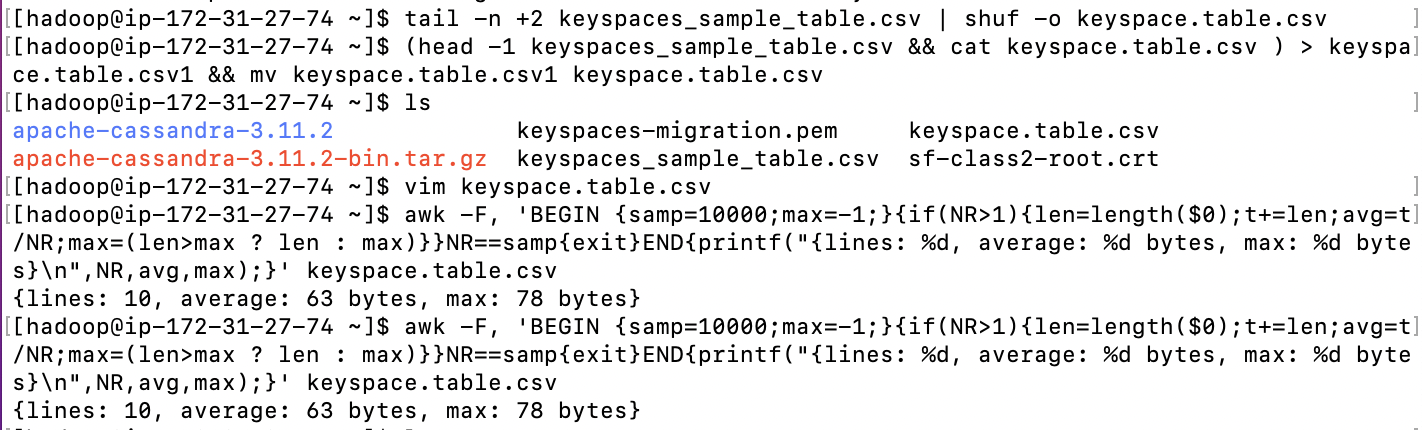 [[hadoop@ip-172-31-27-74 ~]$ tail -n +2 keyspaces_sample_table.csv | shuf -o keyspace.table.csv ]
[[hadoop@ip-172-31-27-74 ~]$ (head -1 keyspaces_sample_table.csv && cat keyspace.table.csv ) > keyspa]
ce.table.csv1 && mv keyspace.table.csv1 keyspace.table.csv
[[hadoop@ip-172-31-27-74 ~]$ ls ]
apache-cassandra-3.11.2 keyspaces-migration.pem keyspace.table.csv
apache-cassandra-3.11.2-bin.tar.gz keyspaces_sample_table.csv sf-class2-root.crt
[[hadoop@ip-172-31-27-74 ~]$ vim keyspace.table.csv ]
[[hadoop@ip-172-31-27-74 ~]$ awk -F, 'BEGIN {samp=10000;max=-1;}{if(NR>1){len=length($0);t+=len;avg=t]
/NR;max=(len>max ? len : max)}}NR==samp{exit}END{printf("{lines: %d, average: %d bytes, max: %d byte
s}\n",NR,avg,max);}' keyspace.table.csv
{lines: 10, average: 63 bytes, max: 78 bytes}
[[hadoop@ip-172-31-27-74 ~]$ awk -F, 'BEGIN {samp=10000;max=-1;}{if(NR>1){len=length($0);t+=len;avg=t]
/NR;max=(len>max ? len : max)}}NR==samp{exit}END{printf("{lines: %d, average: %d bytes, max: %d byte
s}\n",NR,avg,max);}' keyspace.table.csv
{lines: 10, average: 63 bytes, max: 78 bytes}